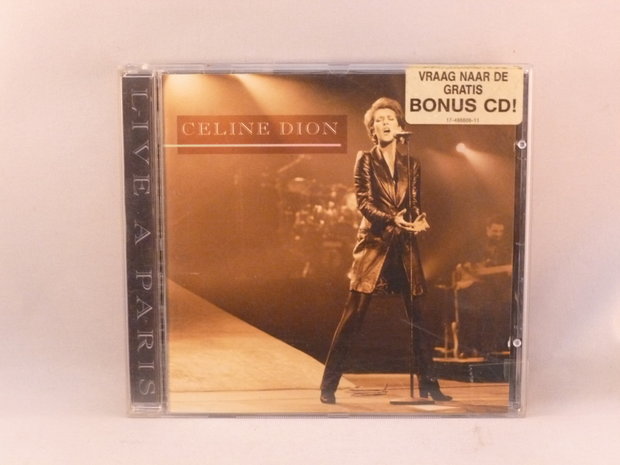 LIVE A PARIS
CELINE DION
VRAAG NAAR DE
GRATIS
BONUS CD!